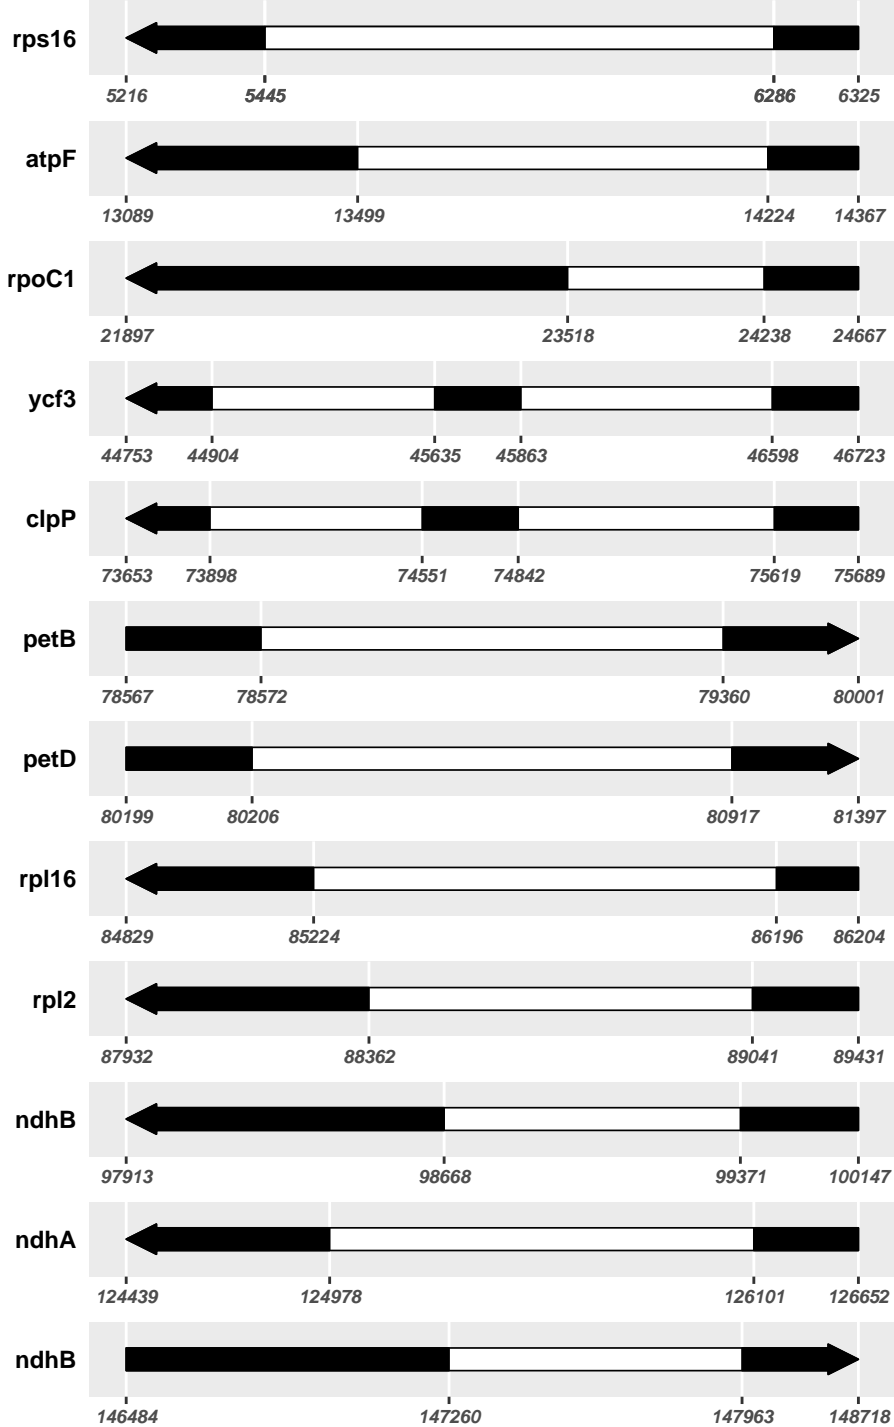 rps16
5216 5445 6286 6325
atpF
13089 13499 14224 14367
rpoC1
21897 23518 24238 24667
ycf3
44753 44904 45635 45863 46598 46723
clpP
73653 73898 74551 74842 75619 75689
petB
78567 78572 79360 80001
petD
80199 80206 80917 81397
rpl16
84829 85224 86196 86204
rpl2
87932 88362 89041 89431
ndhB
97913 98668 99371 100147
ndhA
124439 124978 126101 126652
ndhB
146484 147260 147963 148718